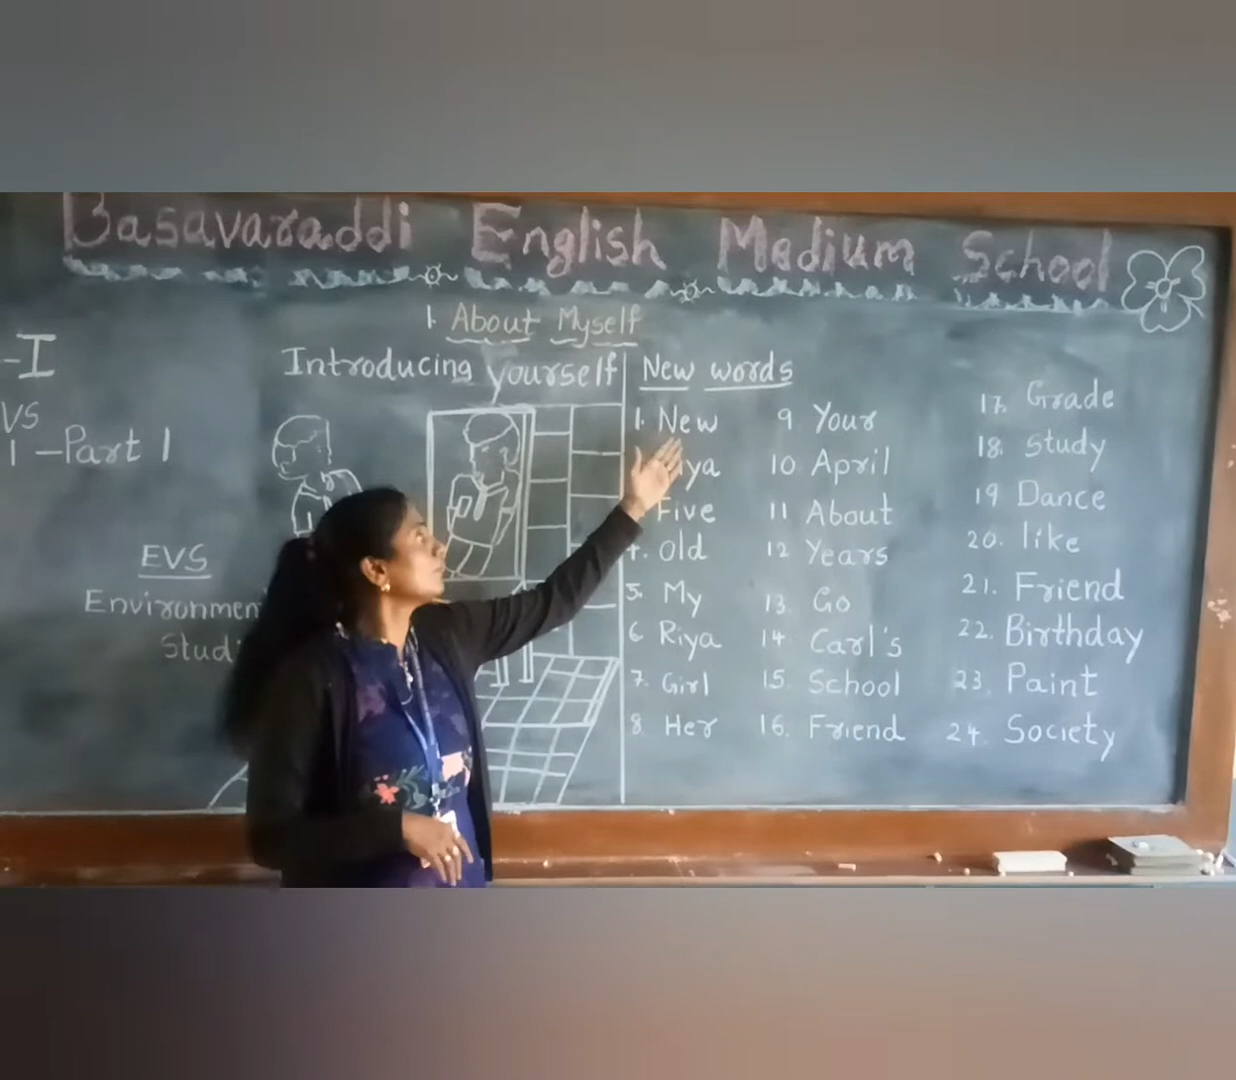 Basavaraddi English Medium School
1. About Myself
-I
VS
1 - Part 1
EVS
Environmen
Studi
Introducing yourself
New words
1. New
iya
Five
4. Old
5. My
6 Riya
7. Girl
8. Her
9 Your
10 April
11 About
12 Years
13. Go
14. Carl's
15. School
16. Friend
17. Grade
18. Study
19 Dance
20. like
21. Friend
22. Birthday
23. Paint
24. Society